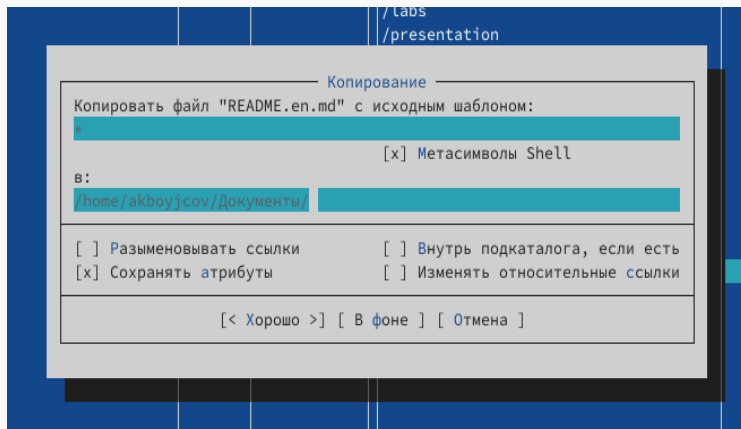 /labs
/presentation
Копирование
Копировать файл "README.en.md" с исходным шаблоном:
*
[x] Метасимволы Shell
в:
/home/akboyjcov/Документы/
[ ] Разыменовывать ссылки [ ] Внутрь подкаталога, если есть
[x] Сохранять атрибуты [ ] Изменять относительные ссылки
[< Хорошо >] [ В фоне ] [ Отмена ]